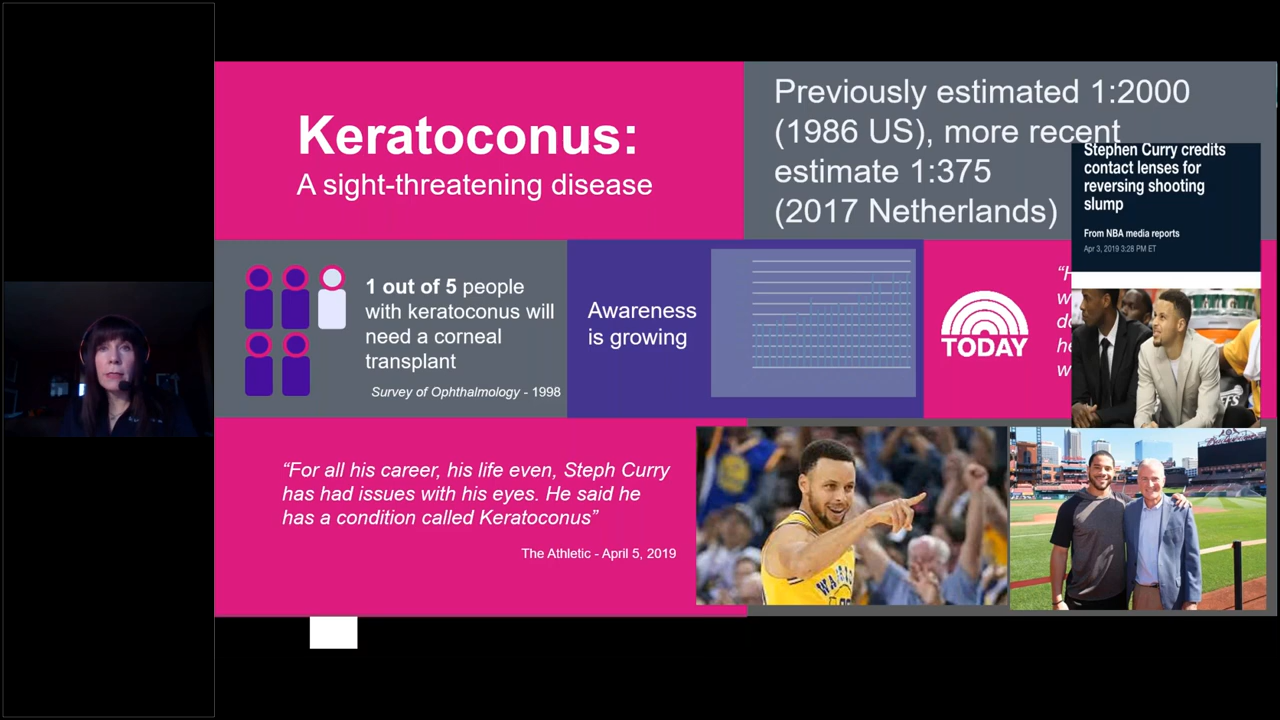 Keratoconus:
A sight-threatening disease
Previously estimated 1:2000
(1986 US), more recent
estimate 1:375
(2017 Netherlands)
Stephen Curry credits
contact lenses for
reversing shooting
slump
From NBA media reports
Apr 3, 2019 3:28 PM ET
1 out of 5 people
with keratoconus will
need a corneal
transplant
Survey of Ophthalmology - 1998
Awareness
is growing
TODAY
“For all his career, his life even, Steph Curry
has had issues with his eyes. He said he
has a condition called Keratoconus”
The Athletic - April 5, 2019